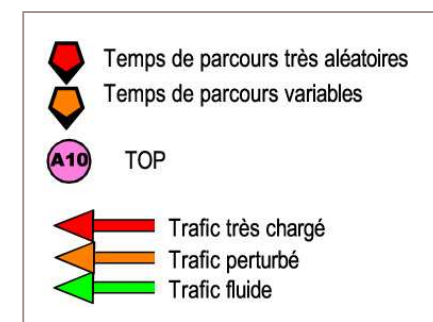 Temps de parcours très aléatoires
Temps de parcours variables
A10 TOP
Trafic très chargé
Trafic perturbé
Trafic fluide